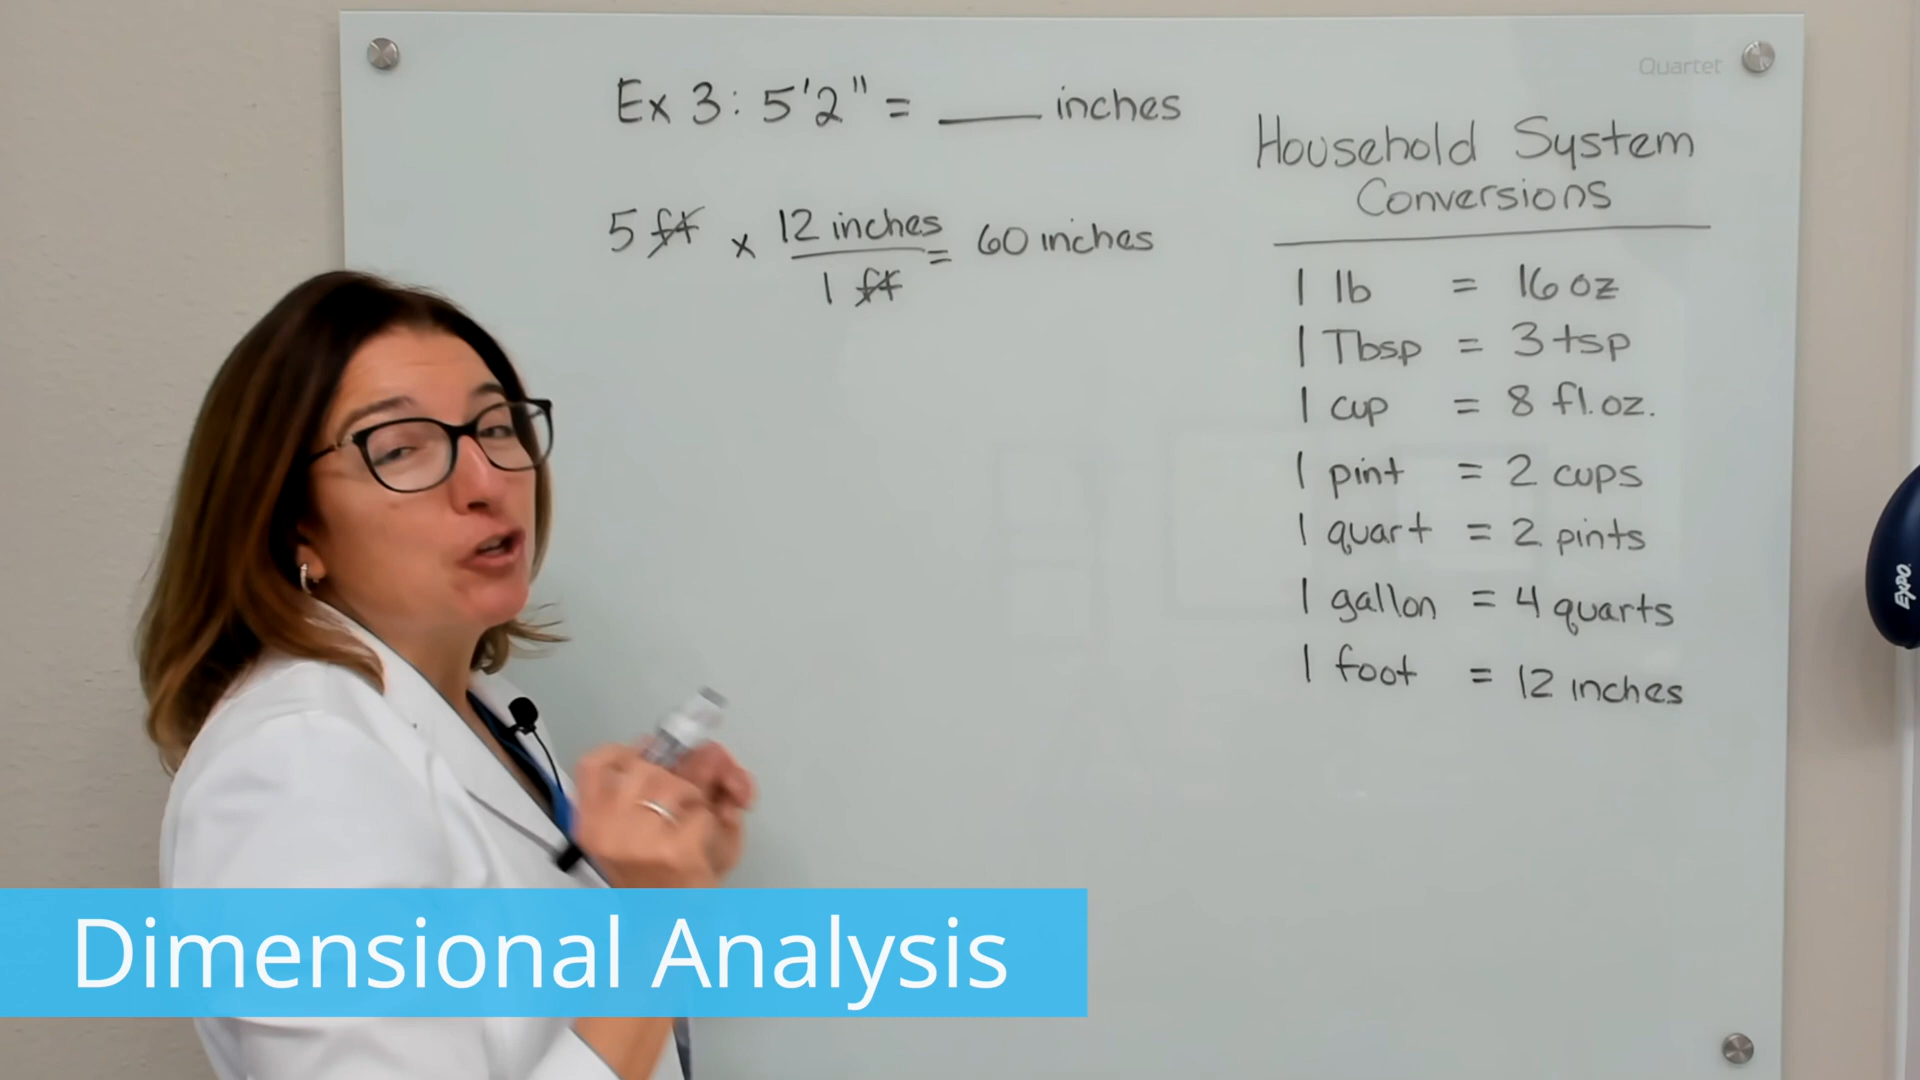 Quartet
Ex 3: 5'2" = ____ inches
5 ft x 12 inches / 1 ft = 60 inches
Household System
Conversions
1 lb = 16 oz
1 Tbsp = 3 tsp
1 cup = 8 fl. oz.
1 pint = 2 cups
1 quart = 2 pints
1 gallon = 4 quarts
1 foot = 12 inches
EXPO
Dimensional Analysis